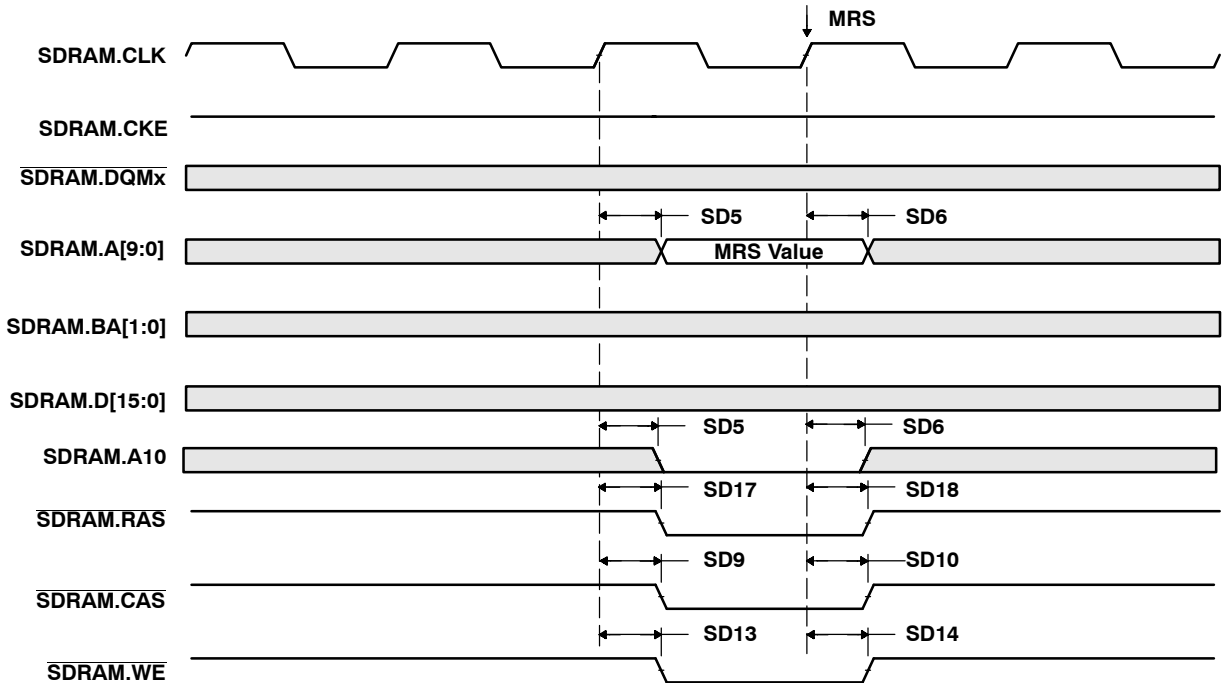 MRS
SDRAM.CLK
SDRAM.CKE
SDRAM.DQMx
SD5 SD6
SDRAM.A[9:0] MRS Value
SDRAM.BA[1:0]
SDRAM.D[15:0]
SD5 SD6
SDRAM.A10
SD17 SD18
SDRAM.RAS
SD9 SD10
SDRAM.CAS
SD13 SD14
SDRAM.WE